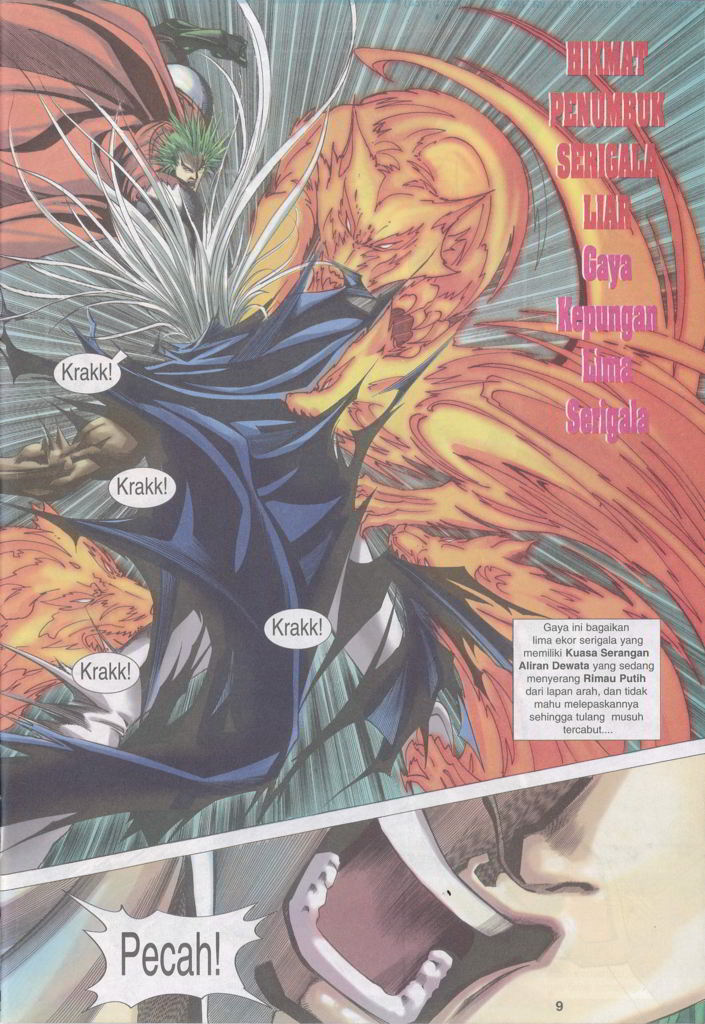 HIKMAT
PENUMBUK
SERIGALA
LIAR
Gaya
Kepungan
Lima
Serigala
Krakk!
Krakk!
Krakk!
Krakk!
Gaya ini bagaikan
lima ekor serigala yang
memiliki Kuasa Serangan
Aliran Dewata yang sedang
menyerang Rimau Putih
dari lapan arah, dan tidak
mahu melepaskannya
sehingga tulang musuh
tercabut....
Pecah!
9